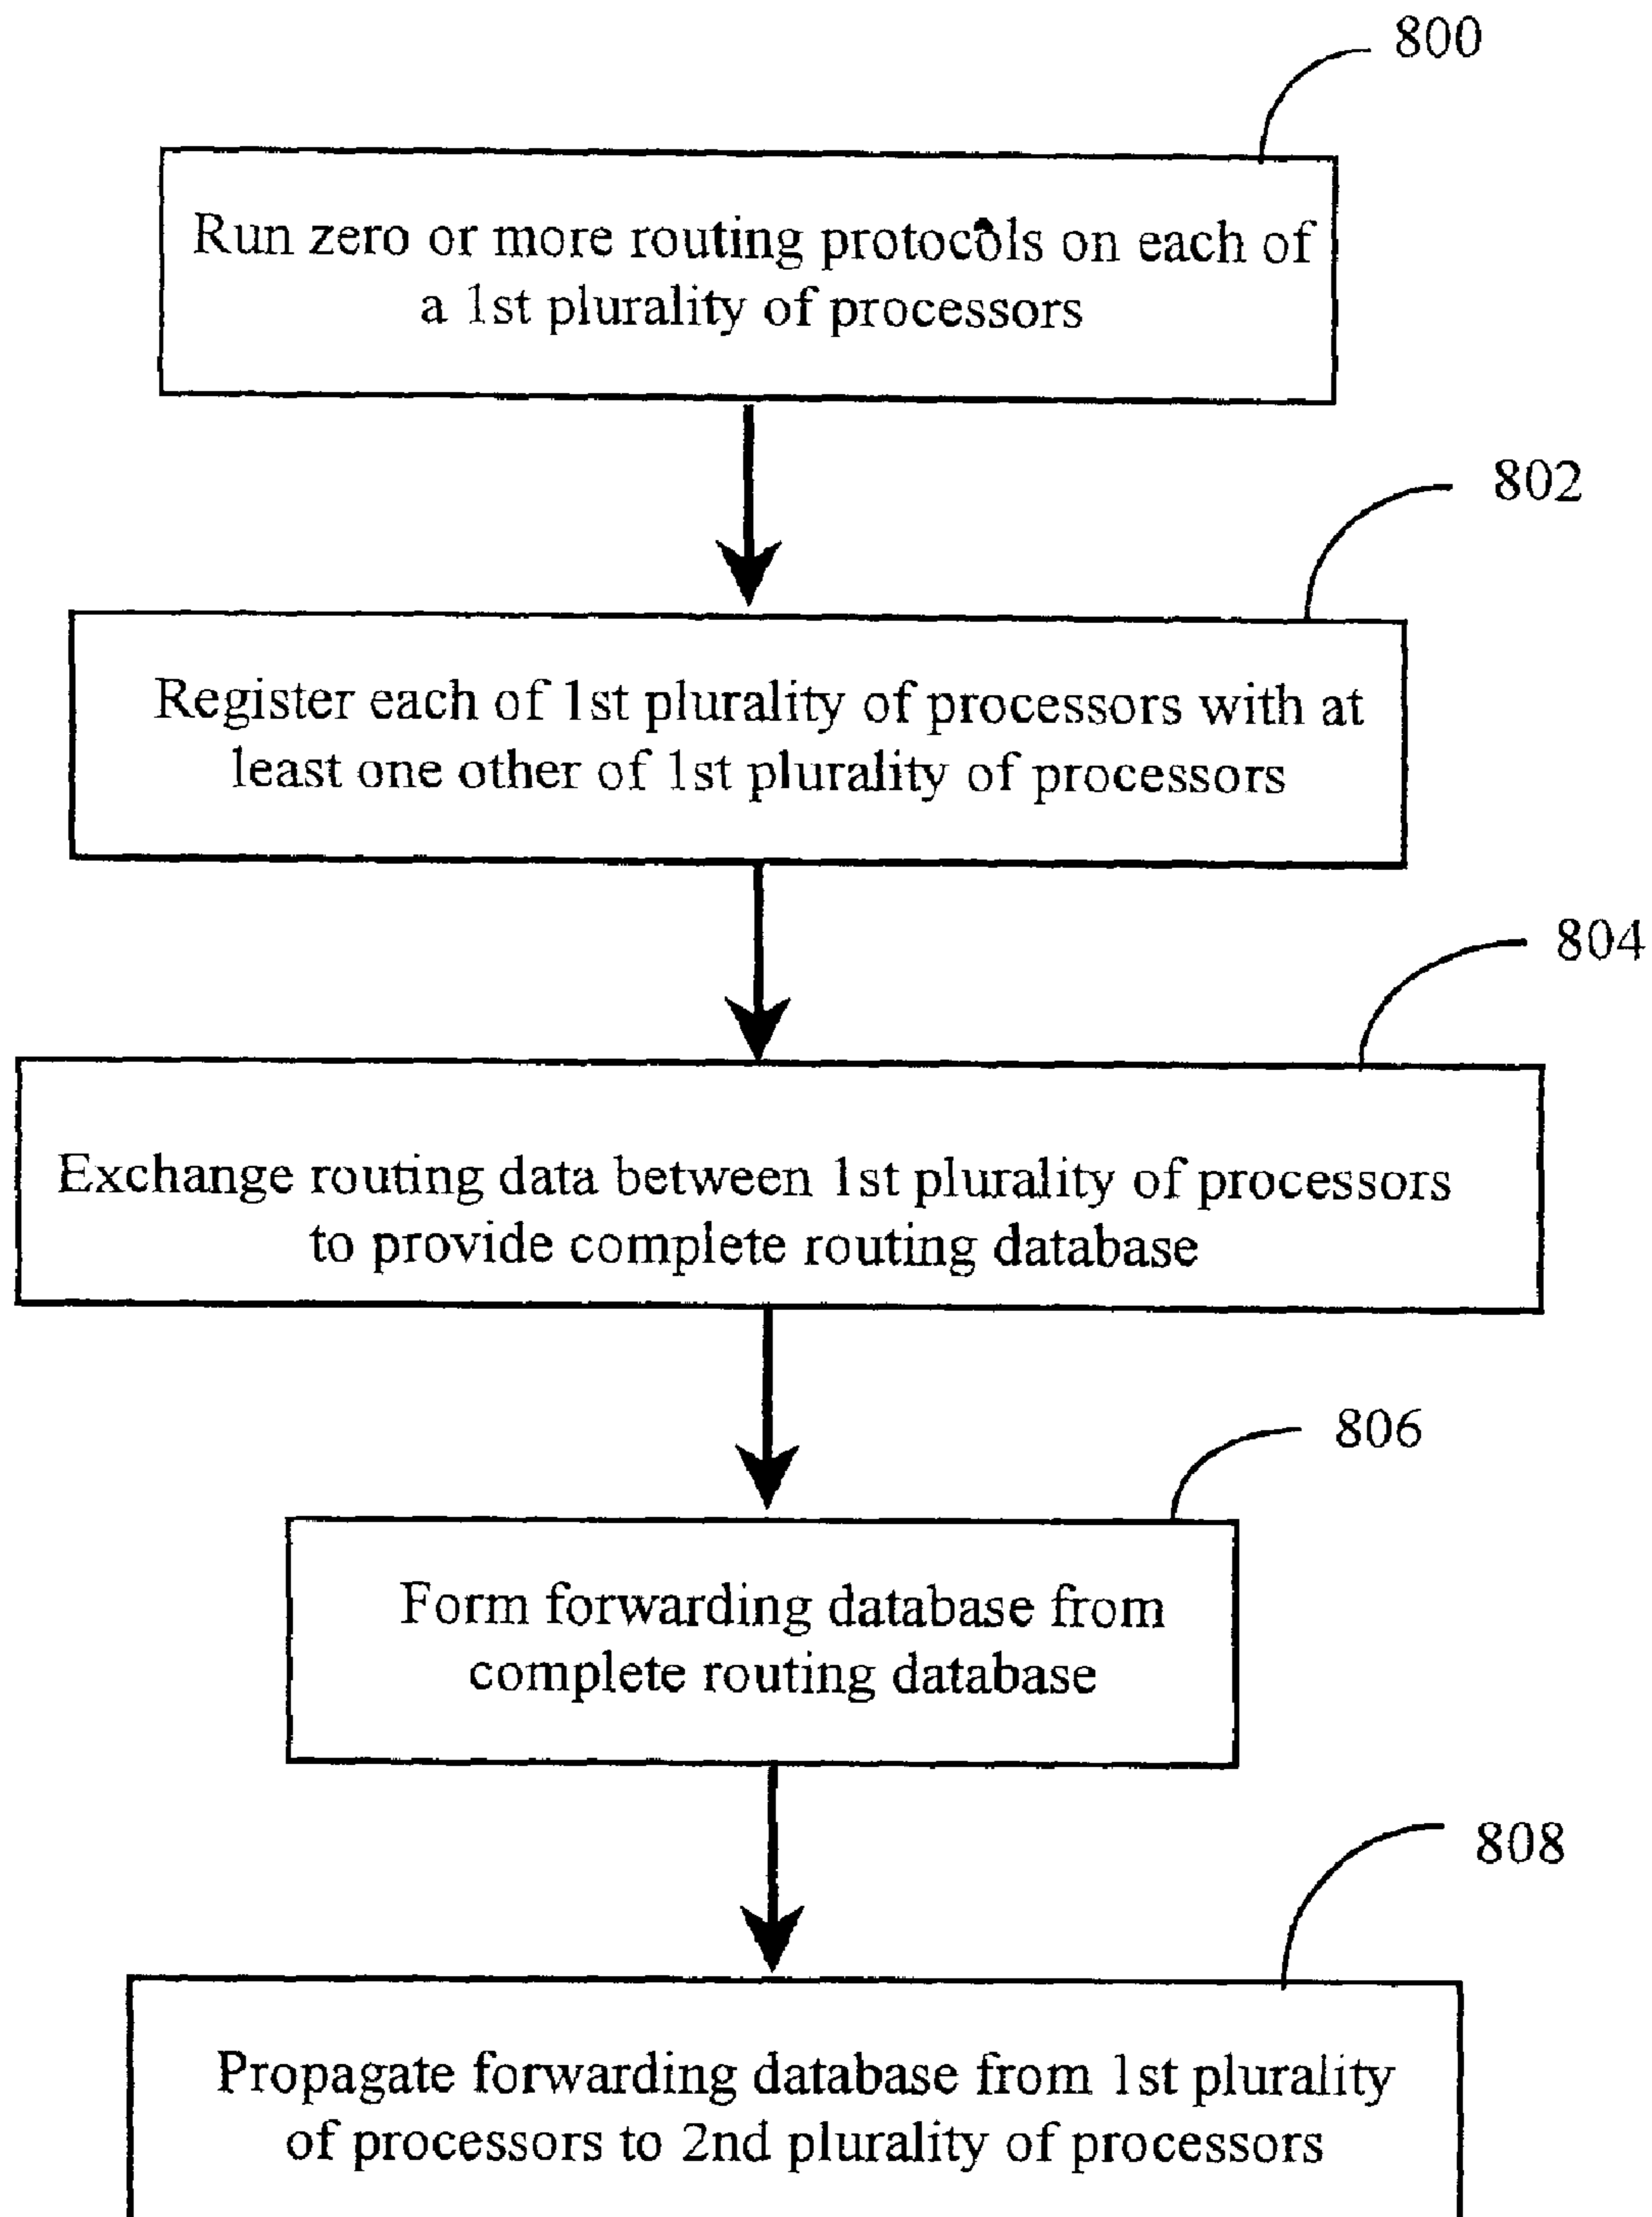 800
Run zero or more routing protocols on each of
a 1st plurality of processors
802
Register each of 1st plurality of processors with at
least one other of 1st plurality of processors
804
Exchange routing data between 1st plurality of processors
to provide complete routing database
806
Form forwarding database from
complete routing database
808
Propagate forwarding database from 1st plurality
of processors to 2nd plurality of processors